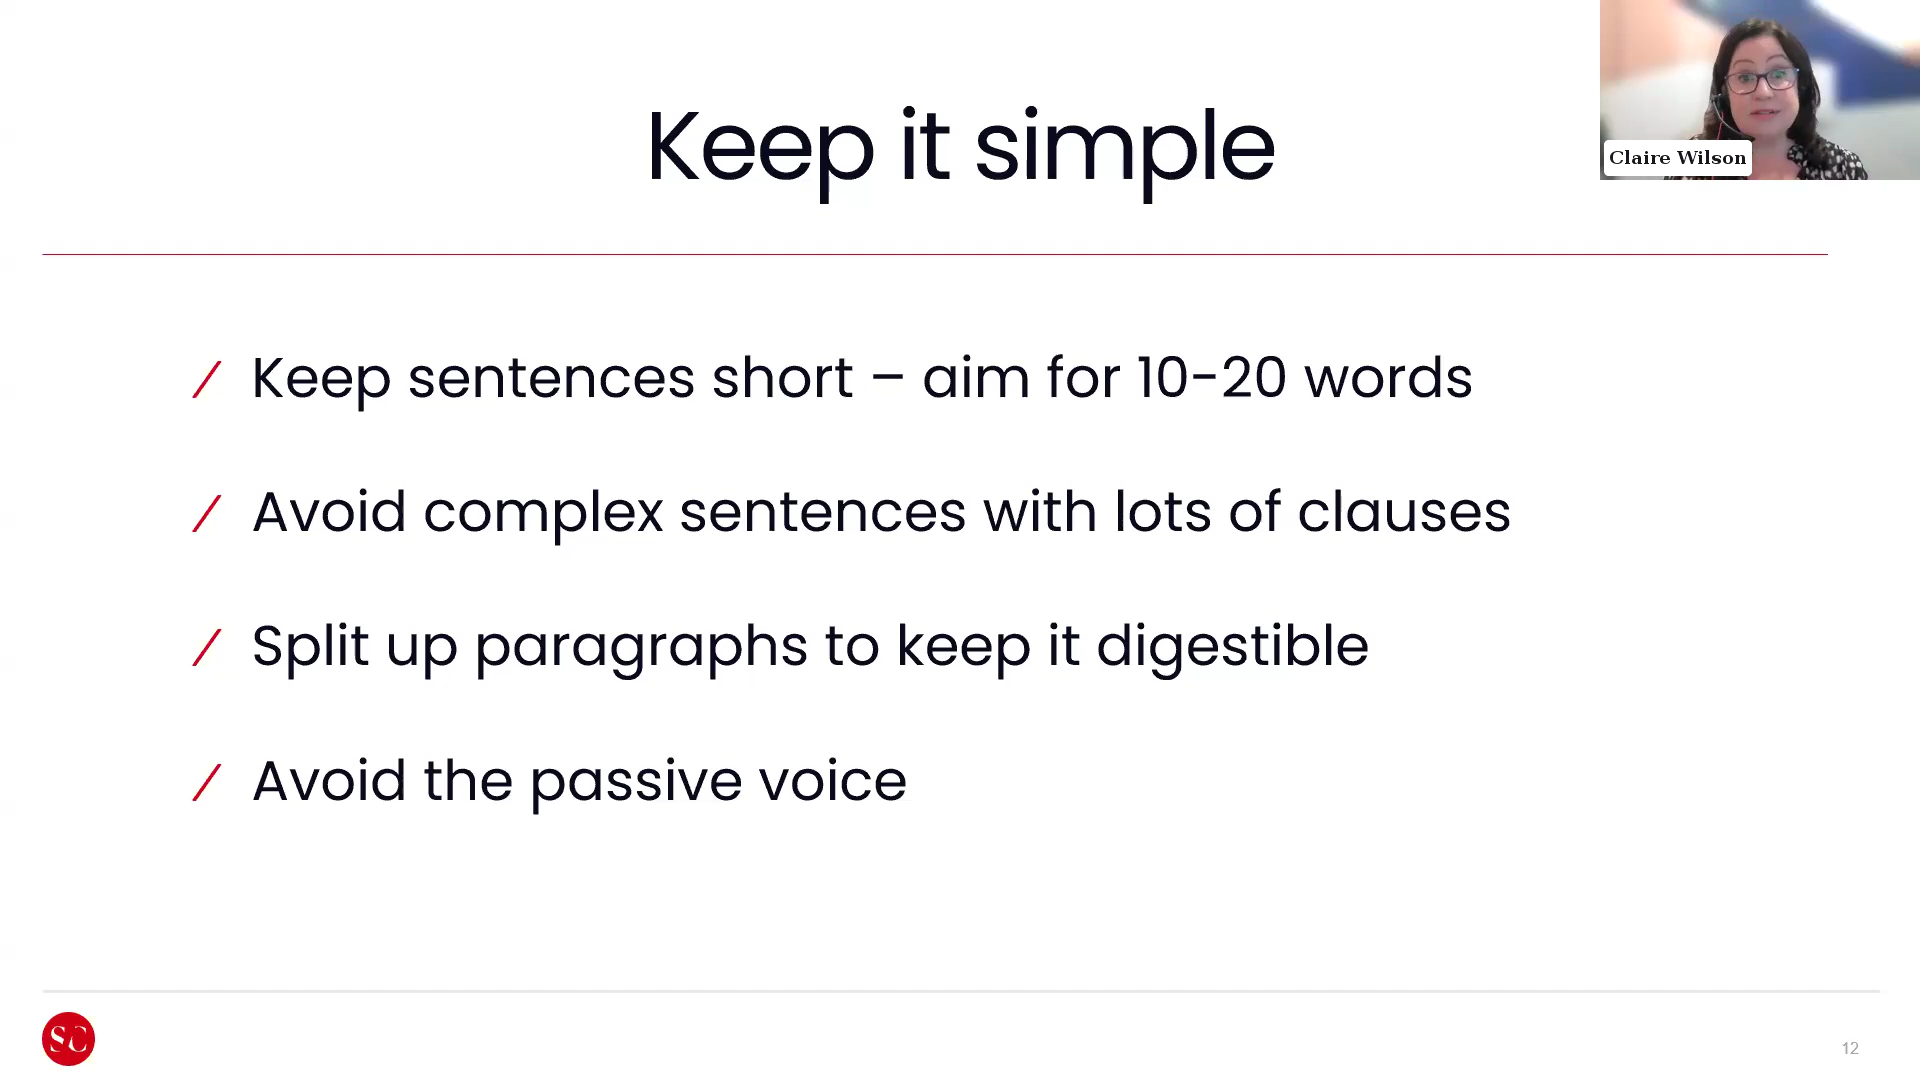 Keep it simple
Claire Wilson
Keep sentences short – aim for 10-20 words
Avoid complex sentences with lots of clauses
Split up paragraphs to keep it digestible
Avoid the passive voice
SC
12